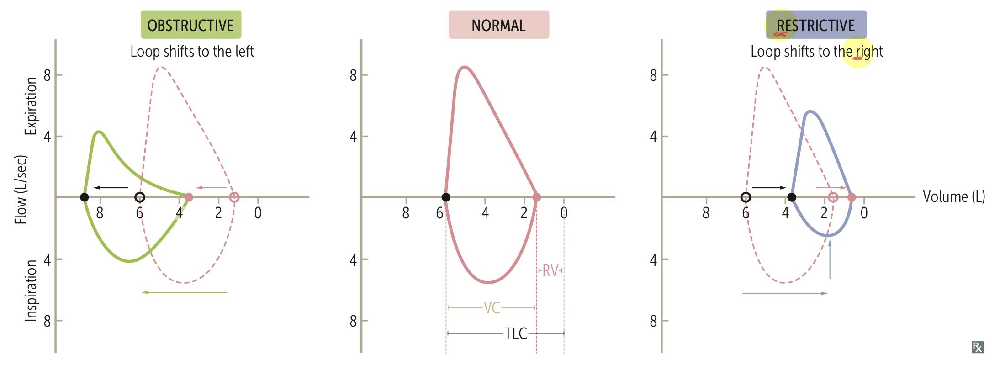 OBSTRUCTIVE
Loop shifts to the left
Flow (L/sec)
Expiration
Inspiration
8
4
4
8
8
6
4
2
0
NORMAL
8
4
4
8
8
6
4
2
0
RV
VC
TLC
RESTRICTIVE
Loop shifts to the right
8
4
4
8
8
6
4
2
0
Volume (L)
Rx